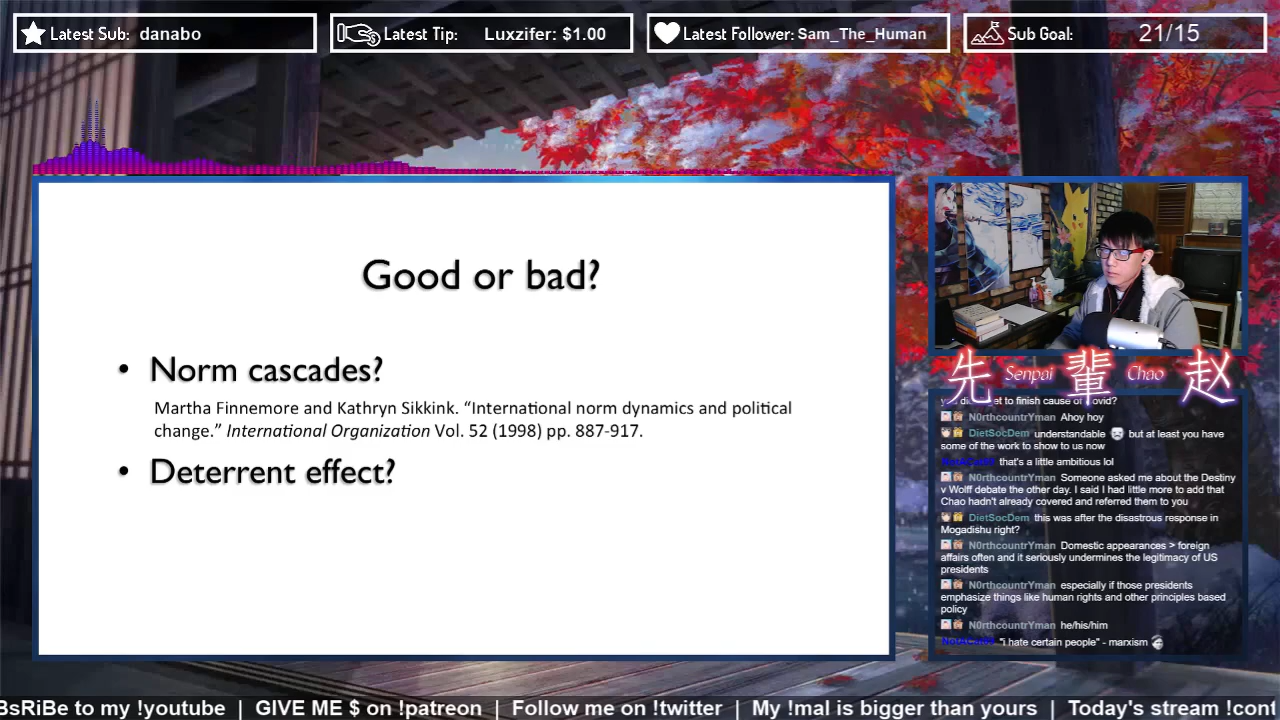 Latest Sub: danabo
Latest Tip: Luxzifer: $1.00
Latest Follower: Sam_The_Human
Sub Goal: 21/15
Good or bad?
• Norm cascades?
Martha Finnemore and Kathryn Sikkink. “International norm dynamics and political
change.” International Organization Vol. 52 (1998) pp. 887-917.
• Deterrent effect?
先 Senpai 輩 Chao 赵
to finish cause of
N0rthcountrYman Ahoy hoy
DietSocDem understandable but at least you have
some of the work to show to us now
that's a little ambitious lol
N0rthcountrYman Someone asked me about the Destiny
v Wolff debate the other day. I said I had little more to add that
Chao hadn't already covered and referred them to you
DietSocDem this was after the disastrous response in
Mogadishu right?
N0rthcountrYman Domestic appearances > foreign
affairs often and it seriously undermines the legitimacy of US
presidents
N0rthcountrYman especially if those presidents
emphasize things like human rights and other principles based
policy
N0rthcountrYman he/his/him
"i hate certain people" - marxism
BsRiBe to my !youtube | GIVE ME $ on !patreon | Follow me on !twitter | My !mal is bigger than yours | Today's stream !cont